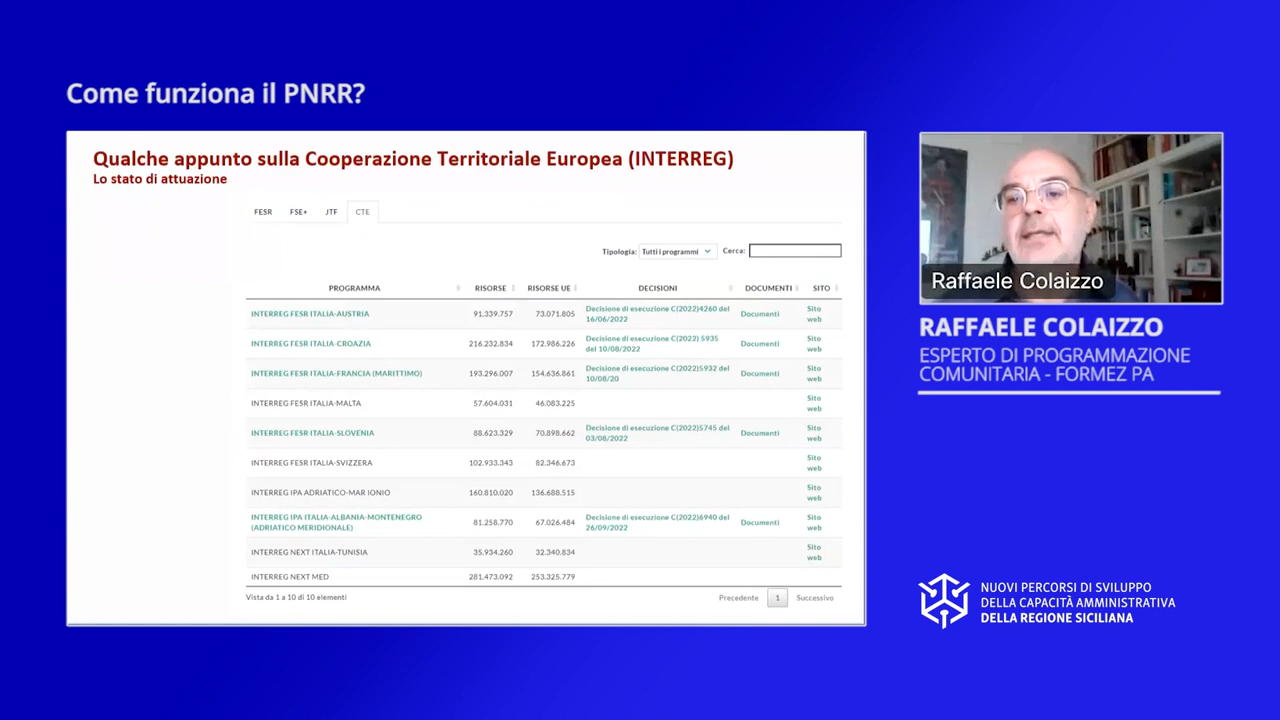 Come funziona il PNRR?
Qualche appunto sulla Cooperazione Territoriale Europea (INTERREG)
Lo stato di attuazione
FESR FSE+ JTF CTE
Tipologia: Tutti i programmi Cerca:
PROGRAMMA RISORSE RISORSE UE DECISIONI DOCUMENTI SITO
INTERREG FESR ITALIA-AUSTRIA 91.339.757 73.071.805 Decisione di esecuzione C(2022)4260 del Documenti Sito
16/06/2022 web
INTERREG FESR ITALIA-CROAZIA 216.232.834 172.986.226 Decisione di esecuzione C(2022) 5935 Documenti Sito
del 10/08/2022 web
INTERREG FESR ITALIA-FRANCIA (MARITTIMO) 193.296.007 154.636.861 Decisione di esecuzione C(2022)5932 del Documenti Sito
10/08/20 web
INTERREG FESR ITALIA-MALTA 57.604.031 46.083.225 Sito
web
INTERREG FESR ITALIA-SLOVENIA 88.623.329 70.898.662 Decisione di esecuzione C(2022)5745 del Documenti Sito
03/08/2022 web
INTERREG FESR ITALIA-SVIZZERA 102.933.343 82.346.673 Sito
web
INTERREG IPA ADRIATICO-MAR IONIO 160.810.020 136.688.515 Sito
web
INTERREG IPA ITALIA-ALBANIA-MONTENEGRO 81.258.770 67.026.484 Decisione di esecuzione C(2022)6940 del Documenti Sito
(ADRIATICO MERIDIONALE) 26/09/2022 web
INTERREG NEXT ITALIA-TUNISIA 35.934.260 32.340.834 Sito
web
INTERREG NEXT MED 281.473.092 253.325.779
Vista da 1 a 10 di 10 elementi Precedente 1 Successivo
Raffaele Colaizzo
RAFFAELE COLAIZZO
ESPERTO DI PROGRAMMAZIONE
COMUNITARIA - FORMEZ PA
NUOVI PERCORSI DI SVILUPPO
DELLA CAPACITÀ AMMINISTRATIVA
DELLA REGIONE SICILIANA